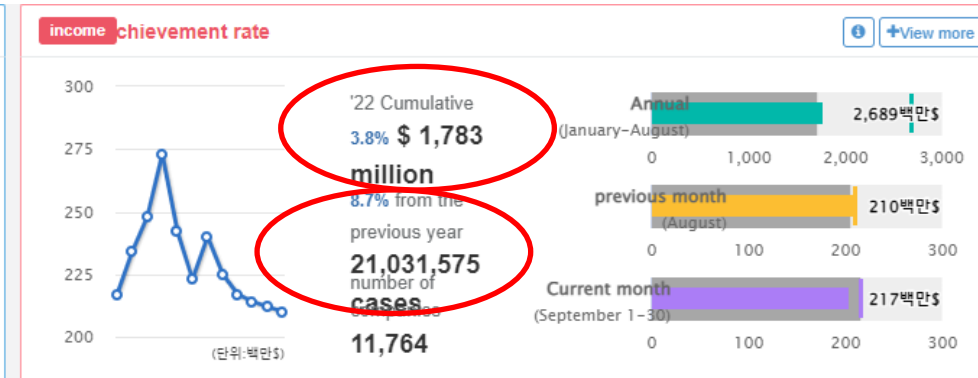 income chievement rate
+View more
300
275
250
225
200
(단위:백만$)
'22 Cumulative
3.8% $ 1,783
million
8.7% from the
previous year
21,031,575
number of
cases
companies
11,764
Annual
(January-August)
2,689백만$
0 1,000 2,000 3,000
previous month
(August)
210백만$
0 100 200 300
Current month
(September 1-30)
217백만$
0 100 200 300